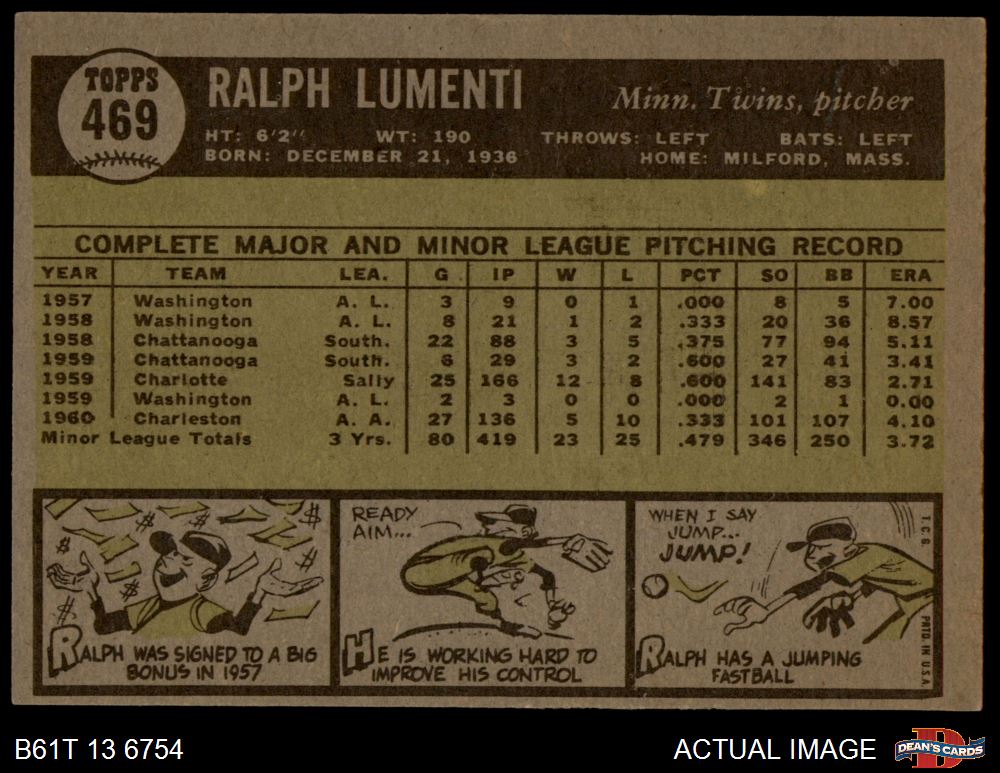 TOPPS
469
RALPH LUMENTI
Minn. Twins, pitcher
HT: 6'2" WT: 190 THROWS: LEFT BATS: LEFT
BORN: DECEMBER 21, 1936 HOME: MILFORD, MASS.
COMPLETE MAJOR AND MINOR LEAGUE PITCHING RECORD
YEAR TEAM LEA. G IP W L PCT SO BB ERA
1957 Washington A. L. 3 9 0 1 .000 8 5 7.00
1958 Washington A. L. 8 21 1 2 .333 20 36 8.57
1958 Chattanooga South. 22 88 3 5 .375 77 94 5.11
1959 Chattanooga South. 6 29 3 2 .600 27 41 3.41
1959 Charlotte Sally 25 166 12 8 .600 141 83 2.71
1959 Washington A. L. 2 3 0 0 .000 2 1 0.00
1960 Charleston A. A. 27 136 5 10 .333 101 107 4.10
Minor League Totals 3 Yrs. 80 419 23 25 .479 346 250 3.72
$ $ $ $ $ $
RALPH WAS SIGNED TO A BIG
BONUS IN 1957
READY
AIM...
HE IS WORKING HARD TO
IMPROVE HIS CONTROL
WHEN I SAY
JUMP...
JUMP!
RALPH HAS A JUMPING
FASTBALL
T. C. G. PRTD. IN U.S.A.
B61T 13 6754
ACTUAL IMAGE
D
DEAN'S CARDS